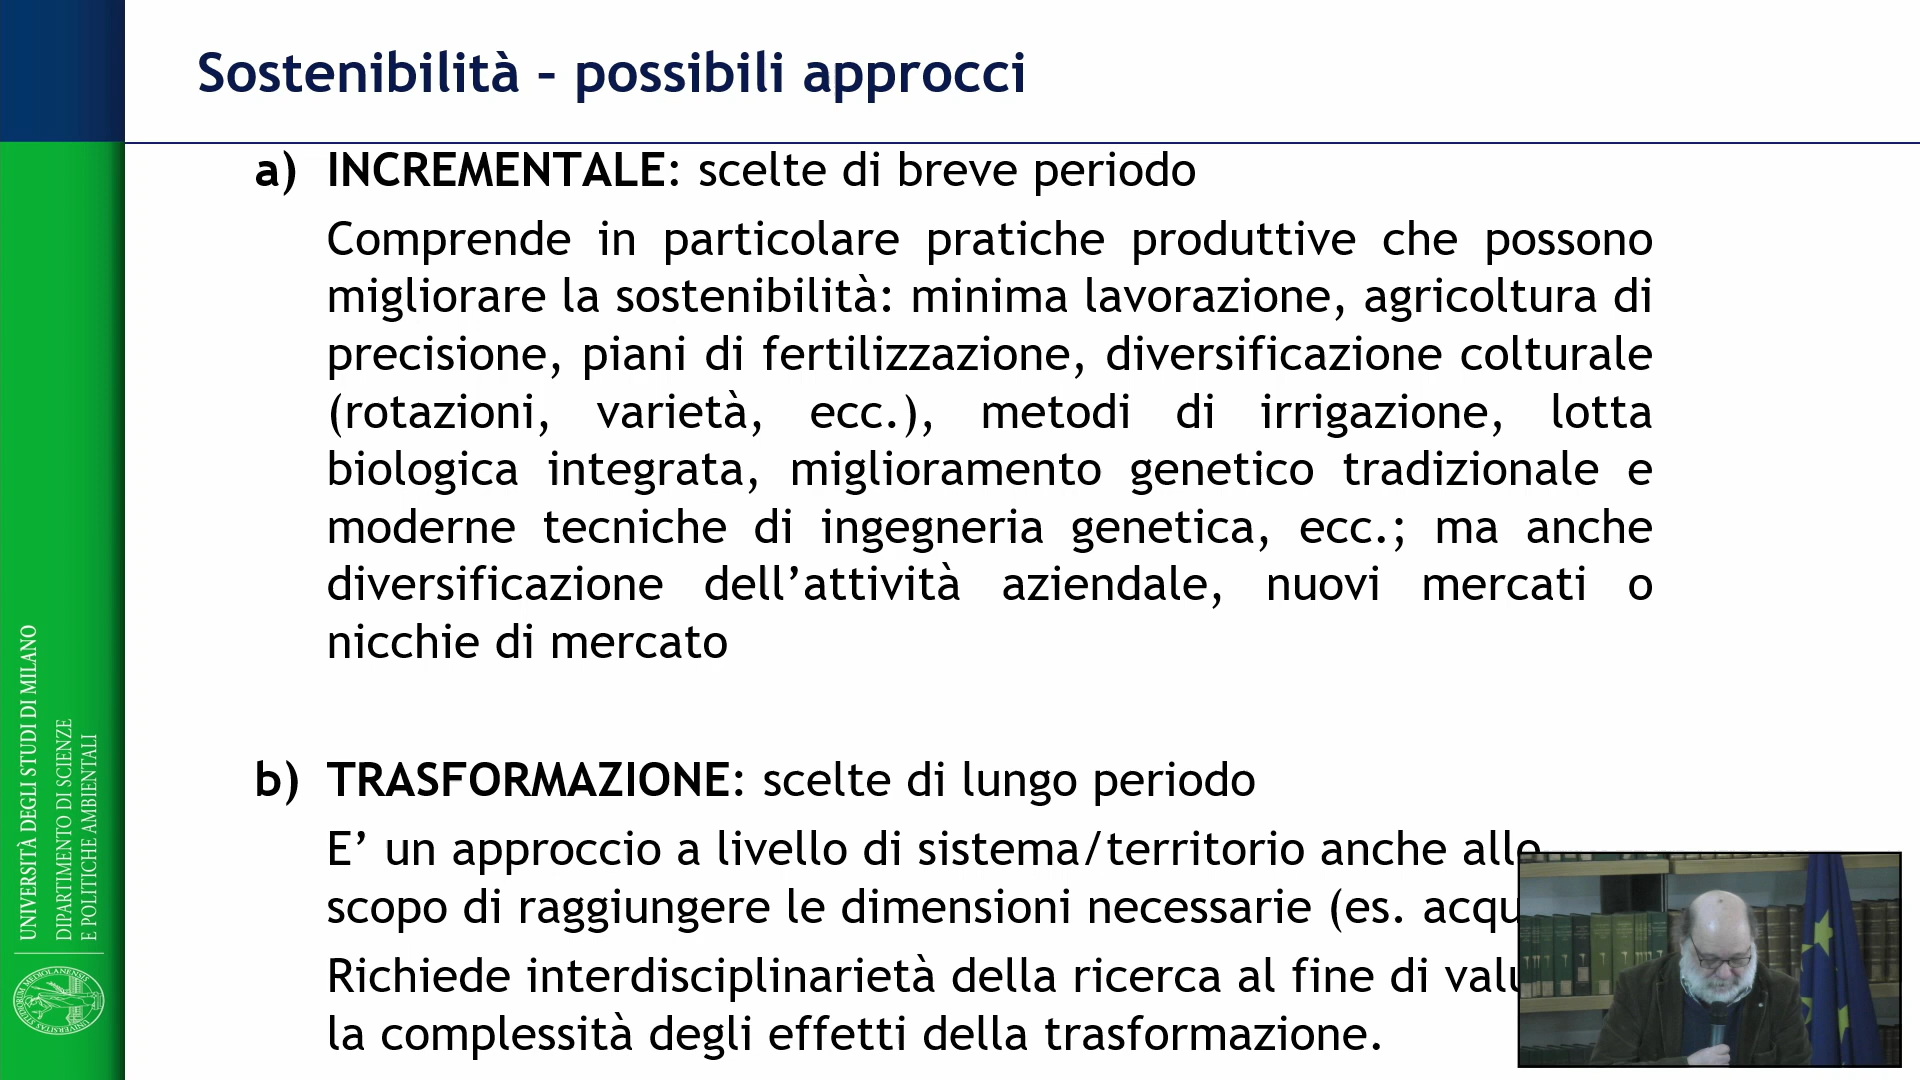 Sostenibilità – possibili approcci
a) INCREMENTALE: scelte di breve periodo
Comprende in particolare pratiche produttive che possono
migliorare la sostenibilità: minima lavorazione, agricoltura di
precisione, piani di fertilizzazione, diversificazione colturale
(rotazioni, varietà, ecc.), metodi di irrigazione, lotta
biologica integrata, miglioramento genetico tradizionale e
moderne tecniche di ingegneria genetica, ecc.; ma anche
diversificazione dell’attività aziendale, nuovi mercati o
nicchie di mercato
b) TRASFORMAZIONE: scelte di lungo periodo
E’ un approccio a livello di sistema/territorio anche allo
scopo di raggiungere le dimensioni necessarie (es.
Richiede interdisciplinarietà della ricerca al fine di
la complessità degli effetti della trasformazione.
UNIVERSITÀ DEGLI STUDI DI MILANO
DIPARTIMENTO DI SCIENZE
E POLITICHE AMBIENTALI